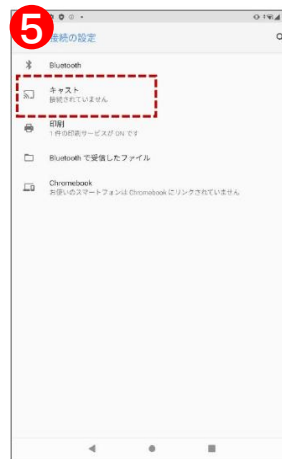 5
接続の設定
Bluetooth
キャスト
接続されていません
印刷
1 件の印刷サービスが ON です
Bluetooth で受信したファイル
Chromebook
お使いのスマートフォンは Chromebook にリンクされていません